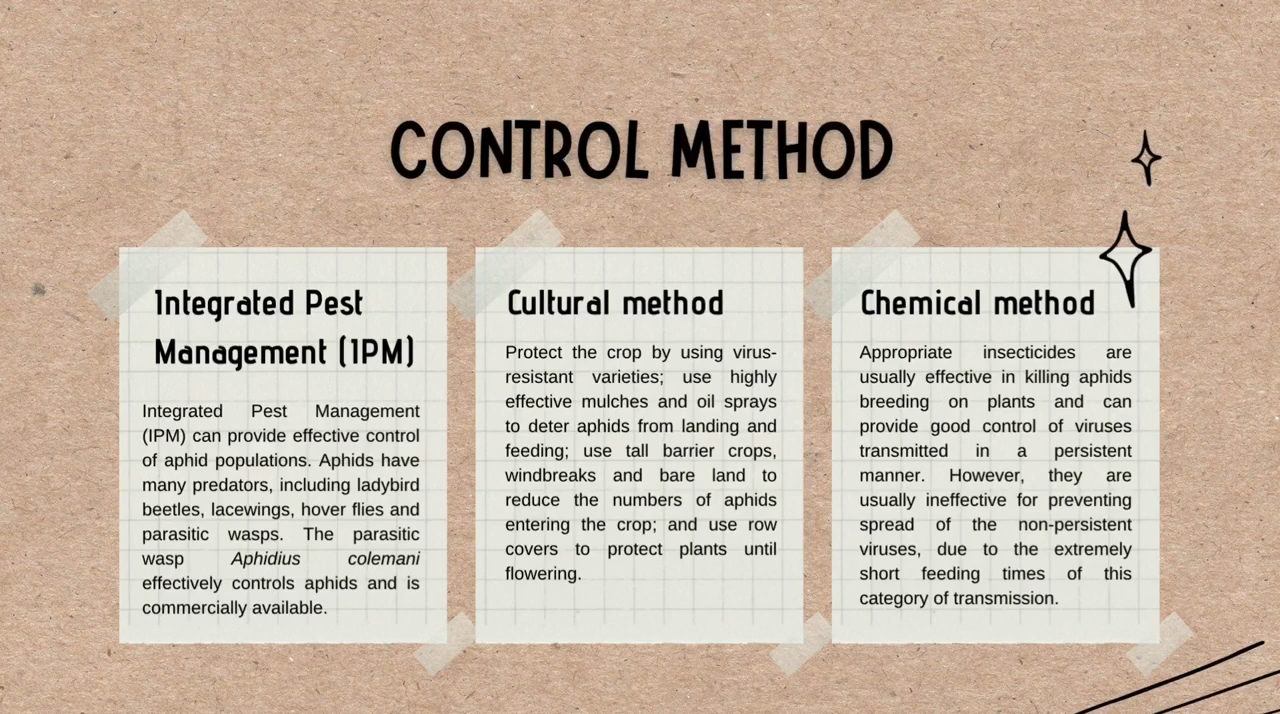 CONTROL METHOD
Integrated Pest
Management (IPM)
Integrated Pest Management
(IPM) can provide effective control
of aphid populations. Aphids have
many predators, including ladybird
beetles, lacewings, hover flies and
parasitic wasps. The parasitic
wasp Aphidius colemani
effectively controls aphids and is
commercially available.
Cultural method
Protect the crop by using virus-
resistant varieties; use highly
effective mulches and oil sprays
to deter aphids from landing and
feeding; use tall barrier crops,
windbreaks and bare land to
reduce the numbers of aphids
entering the crop; and use row
covers to protect plants until
flowering.
Chemical method
Appropriate insecticides are
usually effective in killing aphids
breeding on plants and can
provide good control of viruses
transmitted in a persistent
manner. However, they are
usually ineffective for preventing
spread of the non-persistent
viruses, due to the extremely
short feeding times of this
category of transmission.